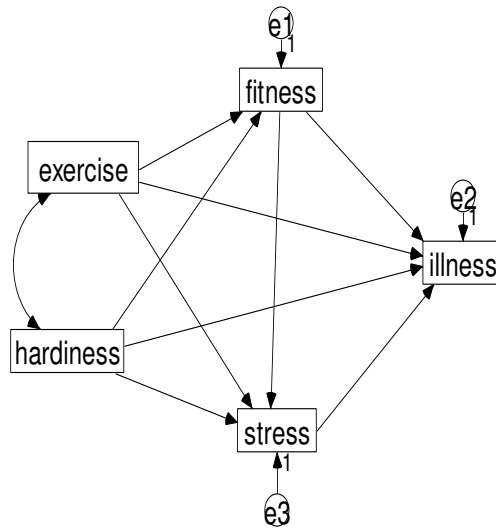 e1
1
fitness
exercise
e2
1
illness
hardiness
stress
1
e3